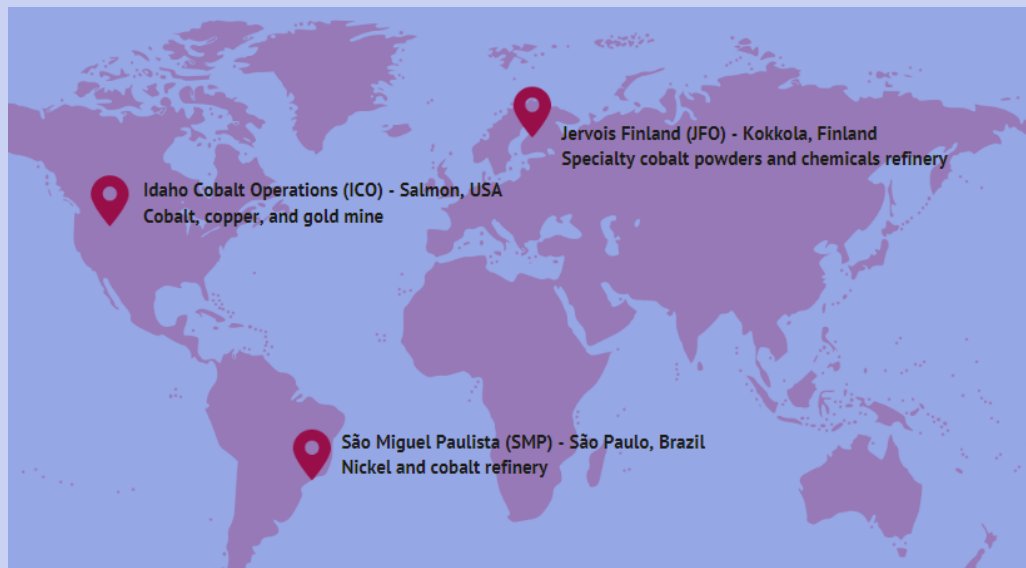 Jervois Finland (JFO) - Kokkola, Finland
Specialty cobalt powders and chemicals refinery
Idaho Cobalt Operations (ICO) - Salmon, USA
Cobalt, copper, and gold mine
São Miguel Paulista (SMP) - São Paulo, Brazil
Nickel and cobalt refinery